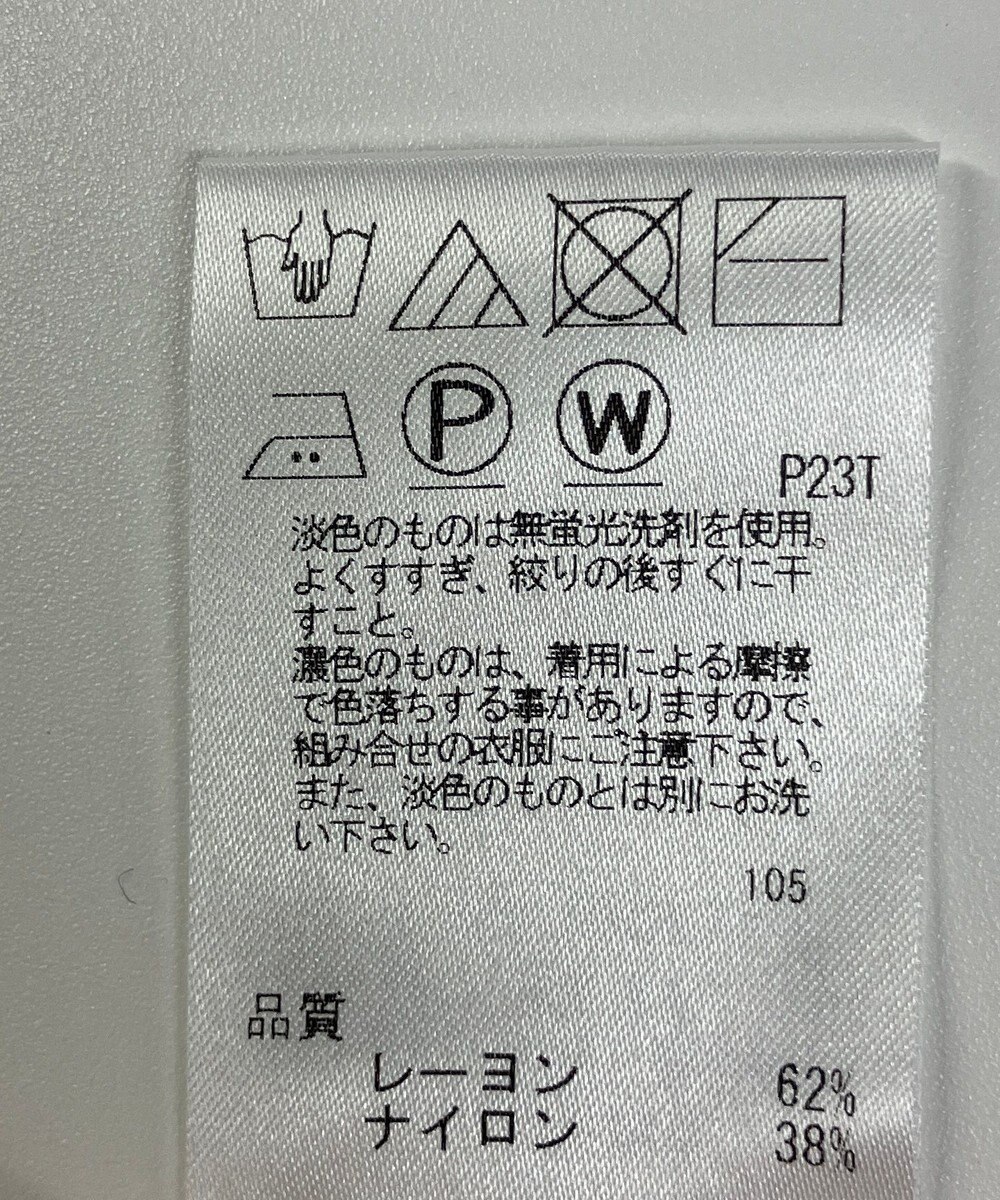 P
W
P23T
淡色のものは無蛍光洗剤を使用。
よくすすぎ、絞りの後すぐに干
すこと。
濃色のものは、着用による摩擦
で色落ちする事がありますので、
組み合せの衣服にご注意下さい。
また、淡色のものとは別にお洗
い下さい。
105
品質
レーヨン 62%
ナイロン 38%